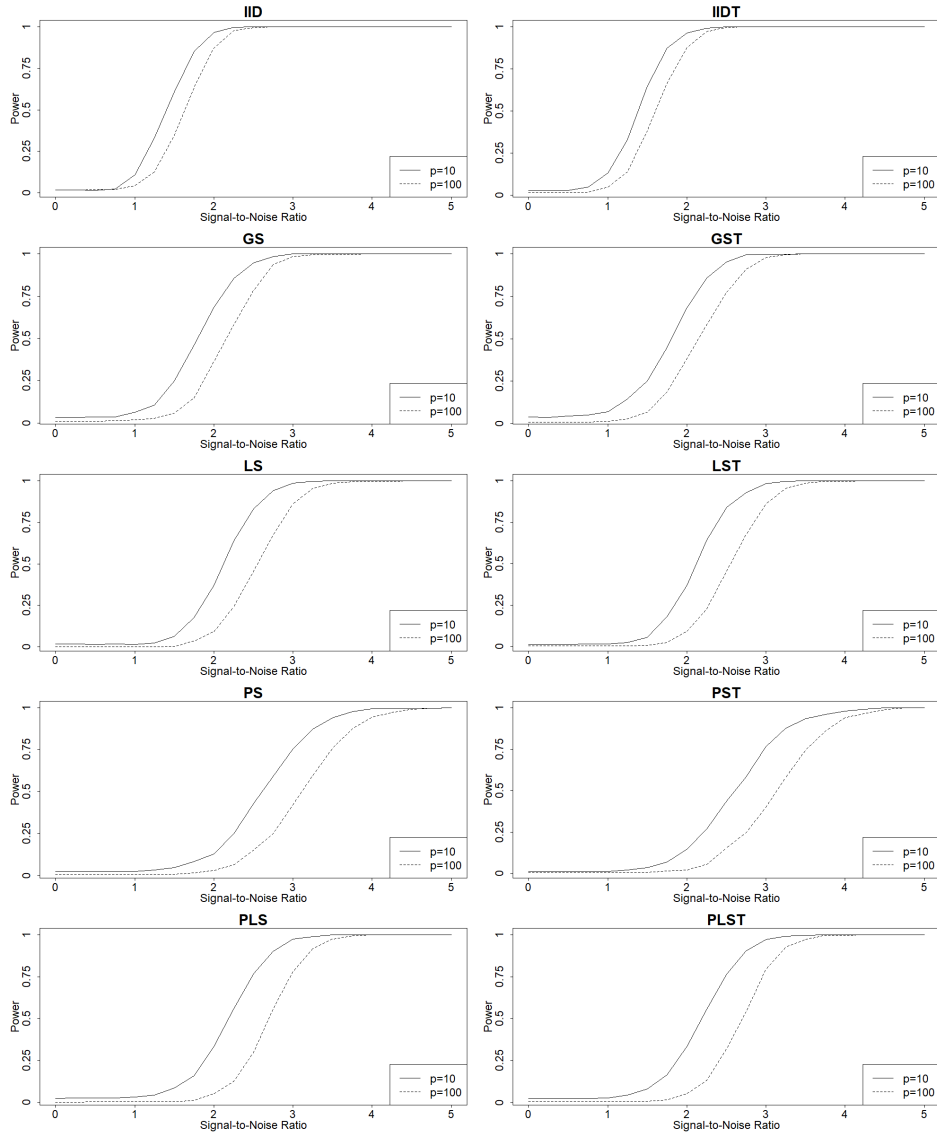 IID
Power
0
0.25
0.5
0.75
1
0 1 2 3 4 5
Signal-to-Noise Ratio
p=10
p=100
IIDT
Power
0
0.25
0.5
0.75
1
0 1 2 3 4 5
Signal-to-Noise Ratio
p=10
p=100
GS
Power
0
0.25
0.5
0.75
1
0 1 2 3 4 5
Signal-to-Noise Ratio
p=10
p=100
GST
Power
0
0.25
0.5
0.75
1
0 1 2 3 4 5
Signal-to-Noise Ratio
p=10
p=100
LS
Power
0
0.25
0.5
0.75
1
0 1 2 3 4 5
Signal-to-Noise Ratio
p=10
p=100
LST
Power
0
0.25
0.5
0.75
1
0 1 2 3 4 5
Signal-to-Noise Ratio
p=10
p=100
PS
Power
0
0.25
0.5
0.75
1
0 1 2 3 4 5
Signal-to-Noise Ratio
p=10
p=100
PST
Power
0
0.25
0.5
0.75
1
0 1 2 3 4 5
Signal-to-Noise Ratio
p=10
p=100
PLS
Power
0
0.25
0.5
0.75
1
0 1 2 3 4 5
Signal-to-Noise Ratio
p=10
p=100
PLST
Power
0
0.25
0.5
0.75
1
0 1 2 3 4 5
Signal-to-Noise Ratio
p=10
p=100